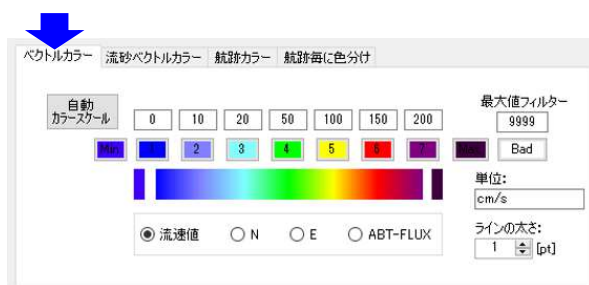 ベクトルカラー 流砂ベクトルカラー 航跡カラー 航跡毎に色分け
自動
カラースケール
0 10 20 50 100 150 200
最大値フィルター
9999
Min 1 2 3 4 5 6 7 Max Bad
単位:
cm/s
流速値 N E ABT-FLUX
ラインの太さ:
1 [pt]